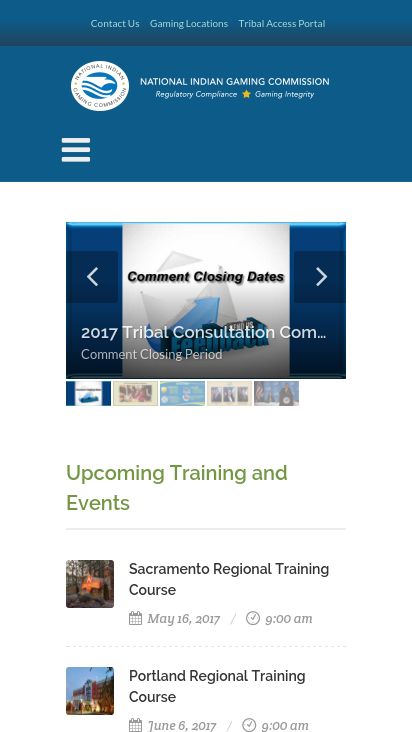 Contact Us Gaming Locations Tribal Access Portal
NATIONAL INDIAN GAMING COMMISSION
NATIONAL INDIAN GAMING COMMISSION
Regulatory Compliance Gaming Integrity
Comment Closing Dates
2017 Tribal Consultation Com...
Comment Closing Period
Upcoming Training and
Events
Sacramento Regional Training
Course
May 16, 2017 / 9:00 am
Portland Regional Training
Course
June 6, 2017 / 9:00 am